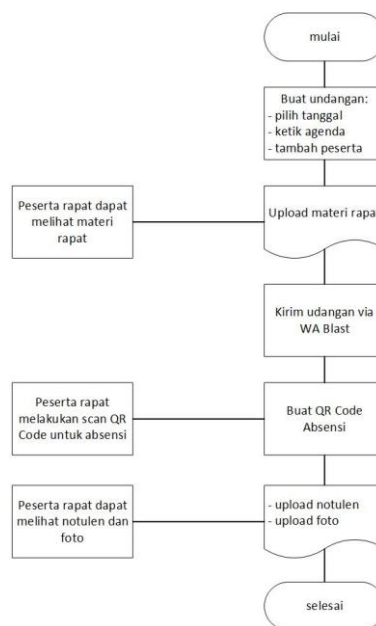 mulai
Buat undangan:
- pilih tanggal
- ketik agenda
- tambah peserta
Peserta rapat dapat
melihat materi
rapat
Upload materi rapa
Kirim udangan via
WA Blast
Peserta rapat
melakukan scan QR
Code untuk absensi
Buat QR Code
Absensi
Peserta rapat dapat
melihat notulen dan
foto
- upload notulen
- upload foto
selesai